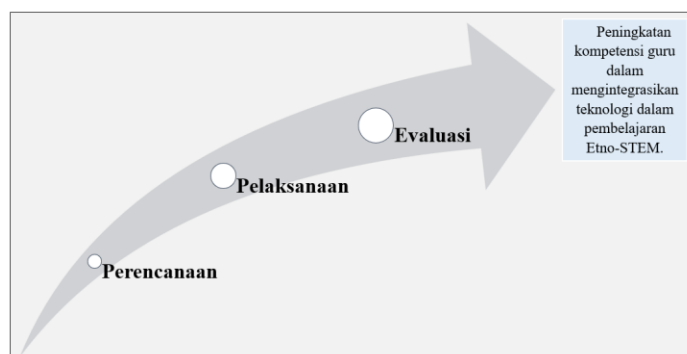 Peningkatan
kompetensi guru
dalam
mengintegrasikan
teknologi dalam
pembelajaran
Etno-STEM.
Evaluasi
Pelaksanaan
Perencanaan